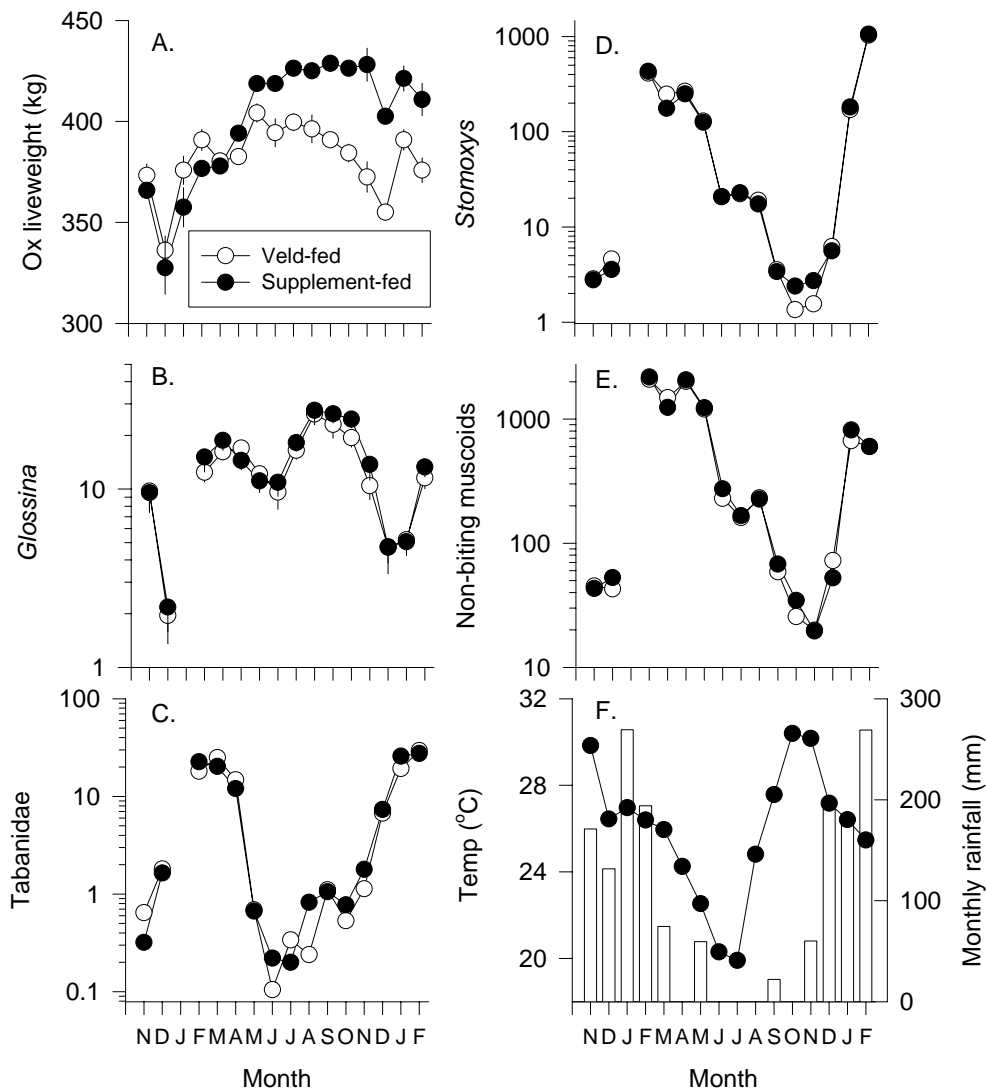 A.
Ox liveweight (kg)
450
400
350
300
Veld-fed
Supplement-fed
D.
Stomoxys
1000
100
10
1
B.
Glossina
10
1
E.
Non-biting muscoids
1000
100
10
C.
Tabanidae
100
10
1
0.1
N D J F M A M J J A S O N D J F
Month
F.
Temp (°C)
32
28
24
20
300
200
100
0
Monthly rainfall (mm)
N D J F M A M J J A S O N D J F
Month